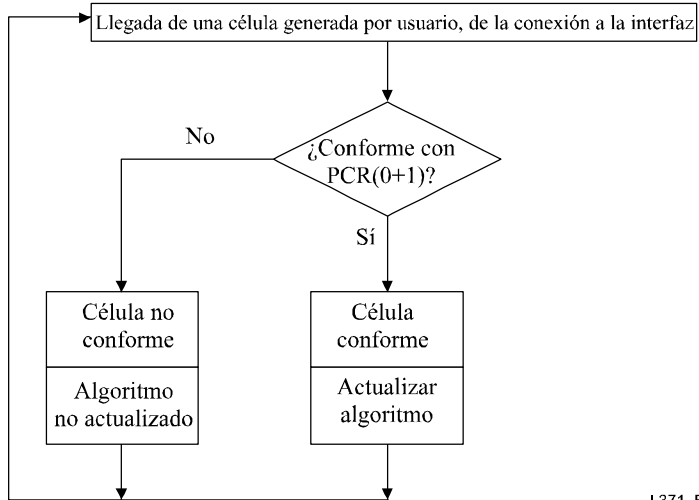 Llegada de una célula generada por usuario, de la conexión a la interfaz
No
¿Conforme con
PCR(0+1)?
Sí
Célula no
conforme
Célula
conforme
Algoritmo
no actualizado
Actualizar
algoritmo